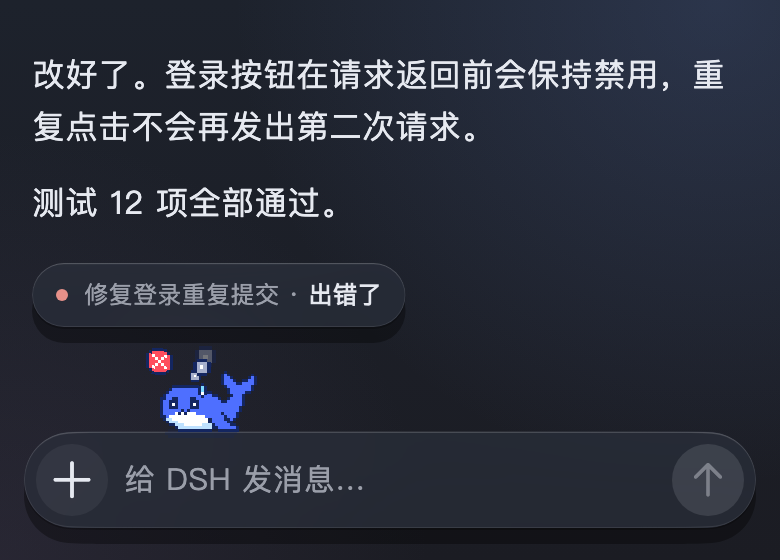 改好了。登录按钮在请求返回前会保持禁用，重
复点击不会再发出第二次请求。
测试 12 项全部通过。
修复登录重复提交 · 出错了
给 DSH 发消息...